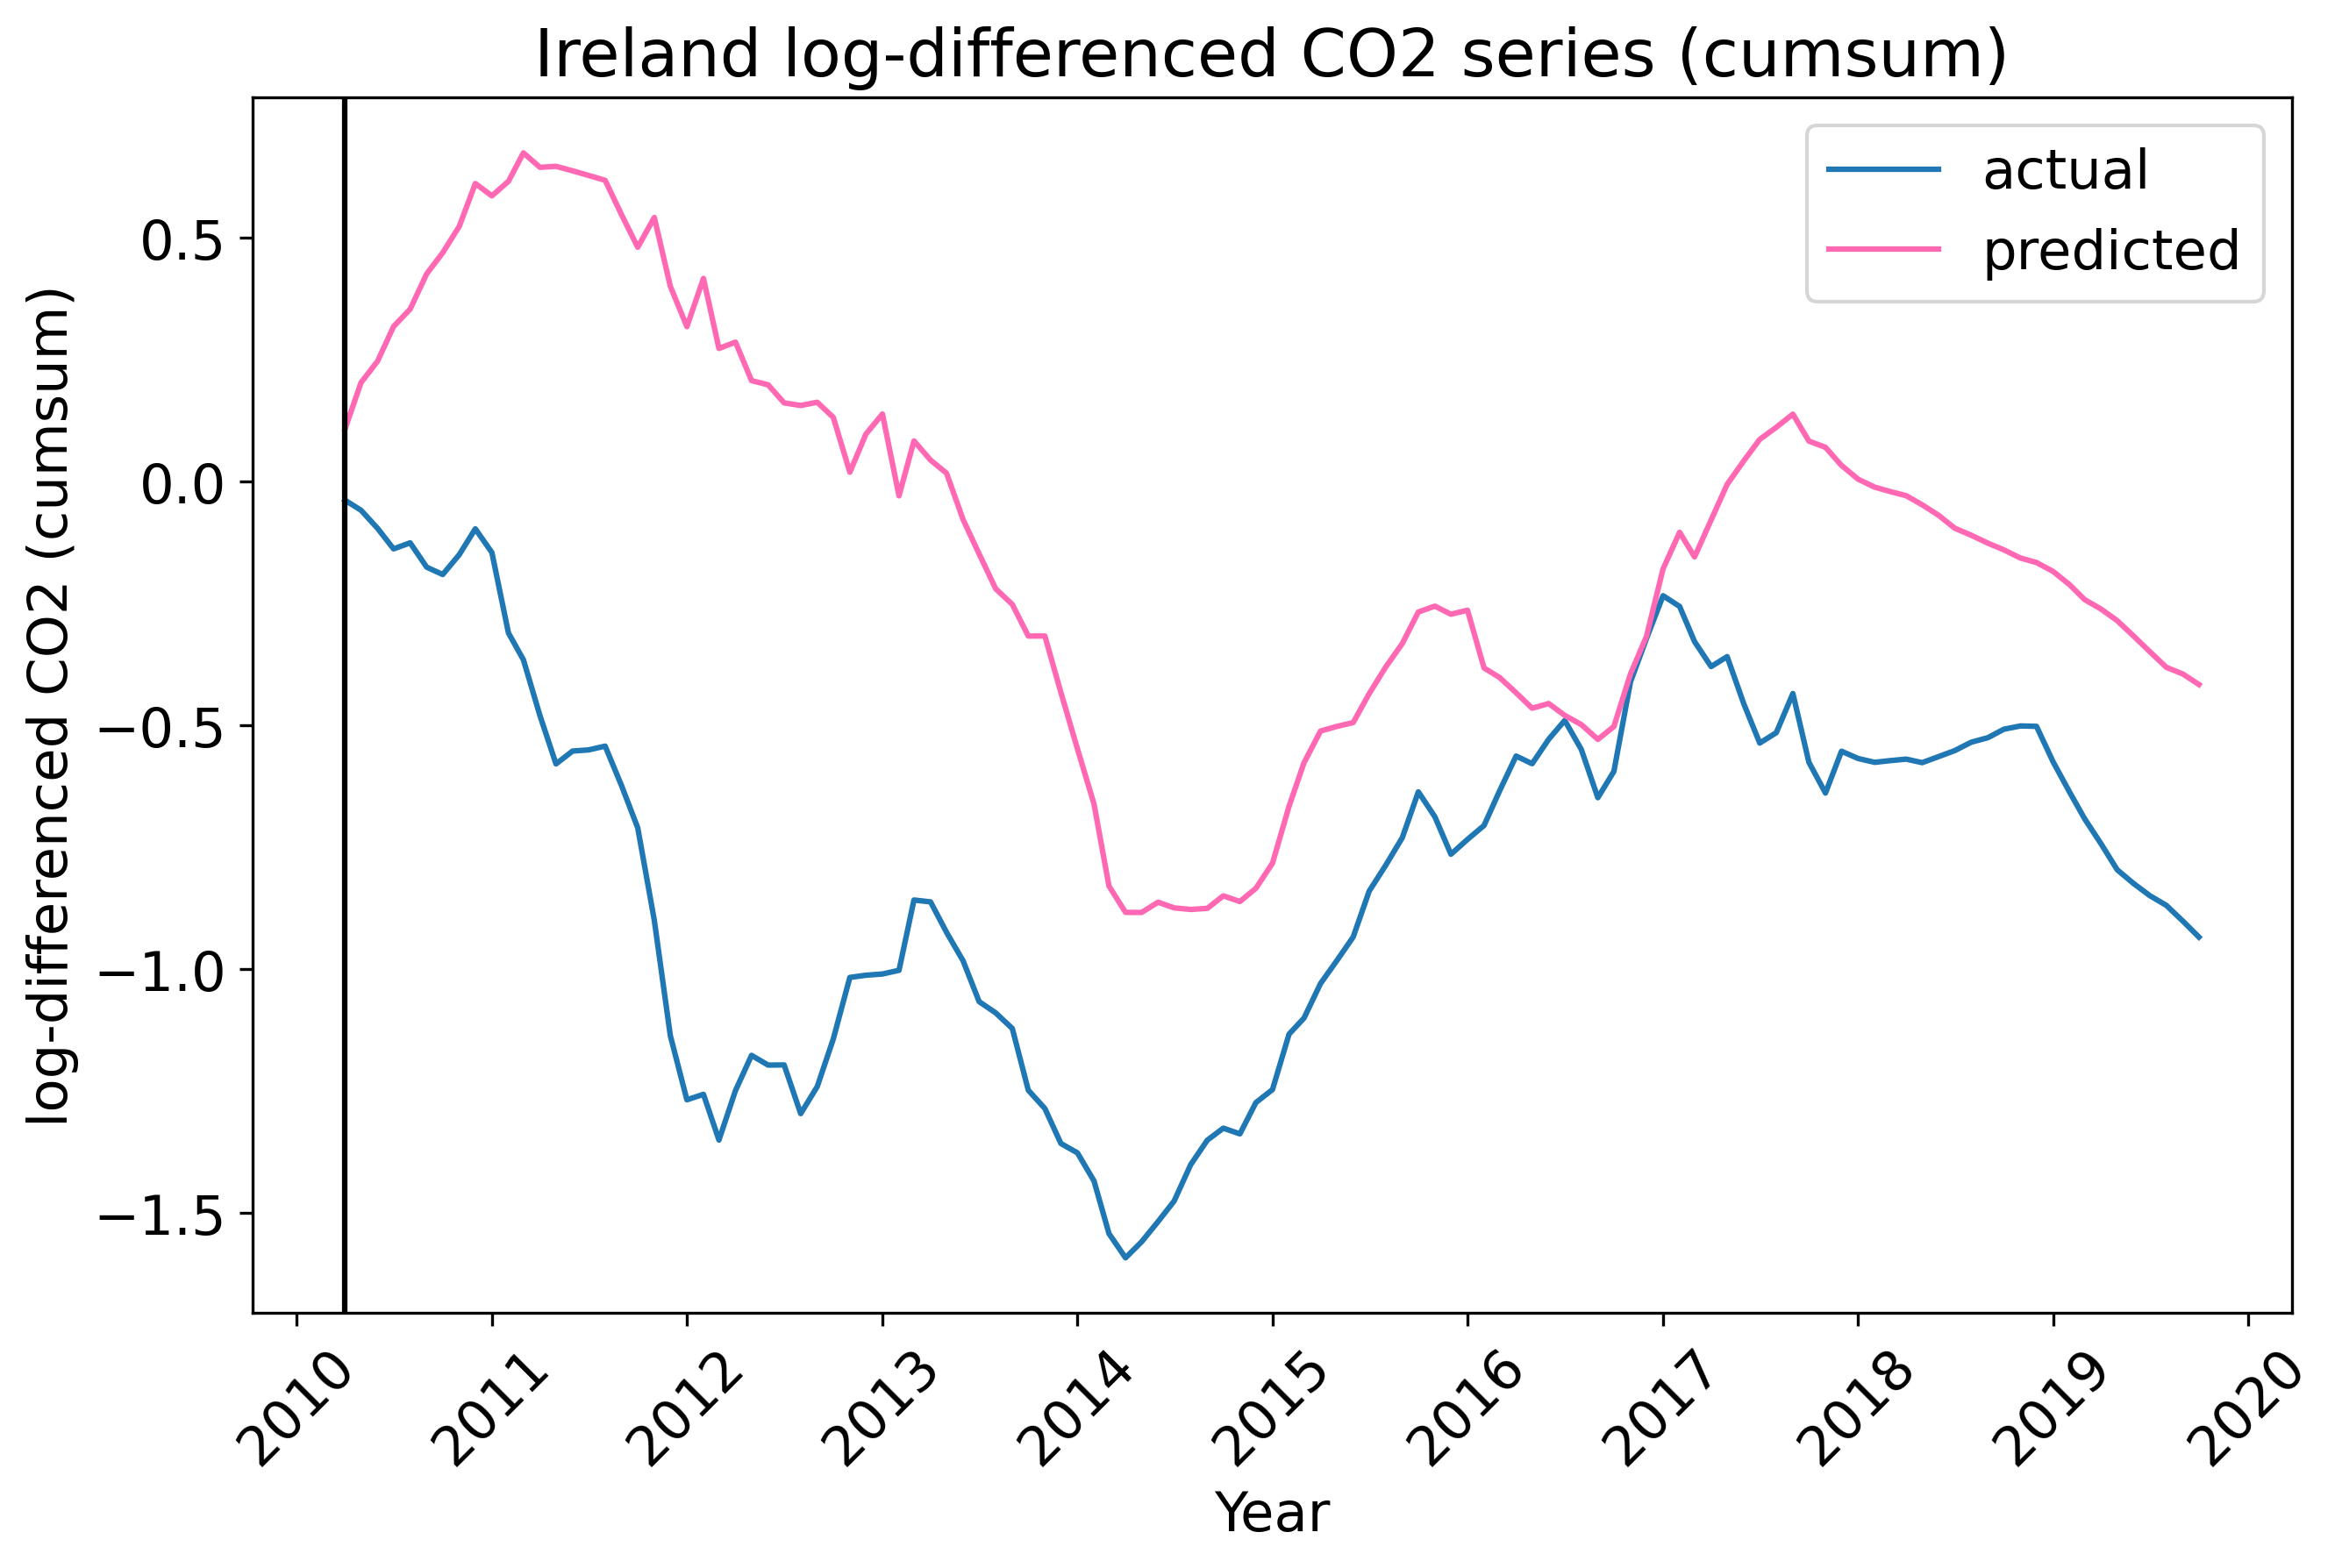 Ireland log-differenced CO2 series (cumsum)
actual
predicted
log-differenced CO2 (cumsum)
0.5
0.0
−0.5
−1.0
−1.5
2010 2011 2012 2013 2014 2015 2016 2017 2018 2019 2020
Year